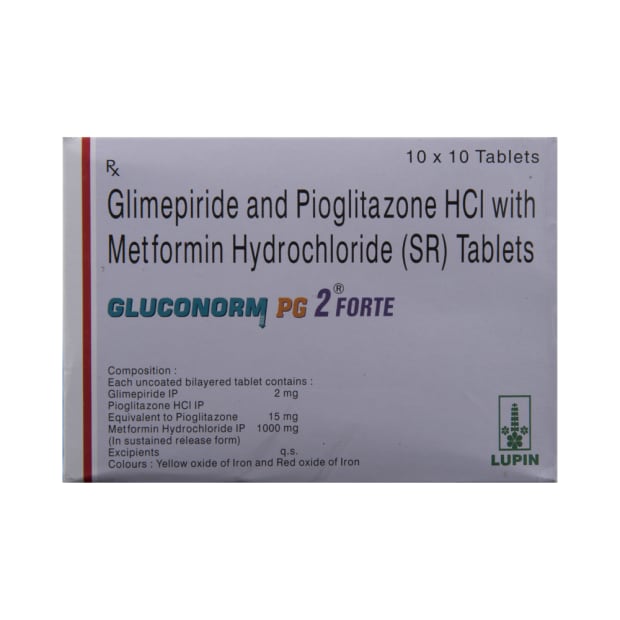 10 x 10 Tablets
Rx
Glimepiride and Pioglitazone HCl with
Metformin Hydrochloride (SR) Tablets
GLUCONORM PG 2® FORTE
Composition :
Each uncoated bilayered tablet contains :
Glimepiride IP 2 mg
Pioglitazone HCl IP
Equivalent to Pioglitazone 15 mg
Metformin Hydrochloride IP 1000 mg
(In sustained release form)
Excipients q.s.
Colours : Yellow oxide of Iron and Red oxide of Iron
LUPIN